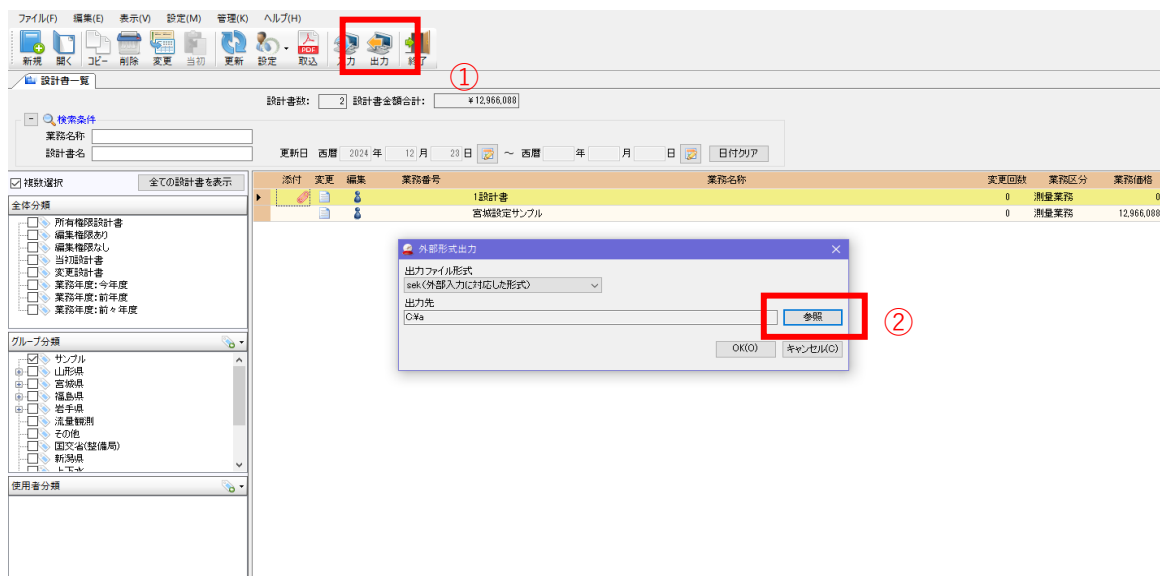 ファイル(F) 編集(E) 表示(V) 設定(M) 管理(K) ヘルプ(H)
新規 開く コピー 削除 変更 当初 更新 設定 PDF 取込 入力 出力 終了
①
設計書一覧
設計書数: 2 設計書金額合計: ¥12,966,088
検索条件
業務名称
設計書名 更新日 西暦 2024 年 12 月 23 日 ～ 西暦 年 月 日 日付クリア
複数選択 全ての設計書を表示
添付 変更 編集 業務番号 業務名称 変更回数 業務区分 業務価格
1設計書 0 測量業務 0
宮城設定サンプル 0 測量業務 12,966,088
全体分類
所有権限設計書
編集権限あり
編集権限なし
当初設計書
変更設計書
業務年度:今年度
業務年度:前年度
業務年度:前々年度
外部形式出力
出力ファイル形式
sek(外部入力に対応した形式)
出力先
C:¥a 参照
②
OK(O) キャンセル(C)
グループ分類
サンプル
山形県
宮城県
福島県
岩手県
流量観測
その他
国交省(整備局)
新潟県
上下水
使用者分類